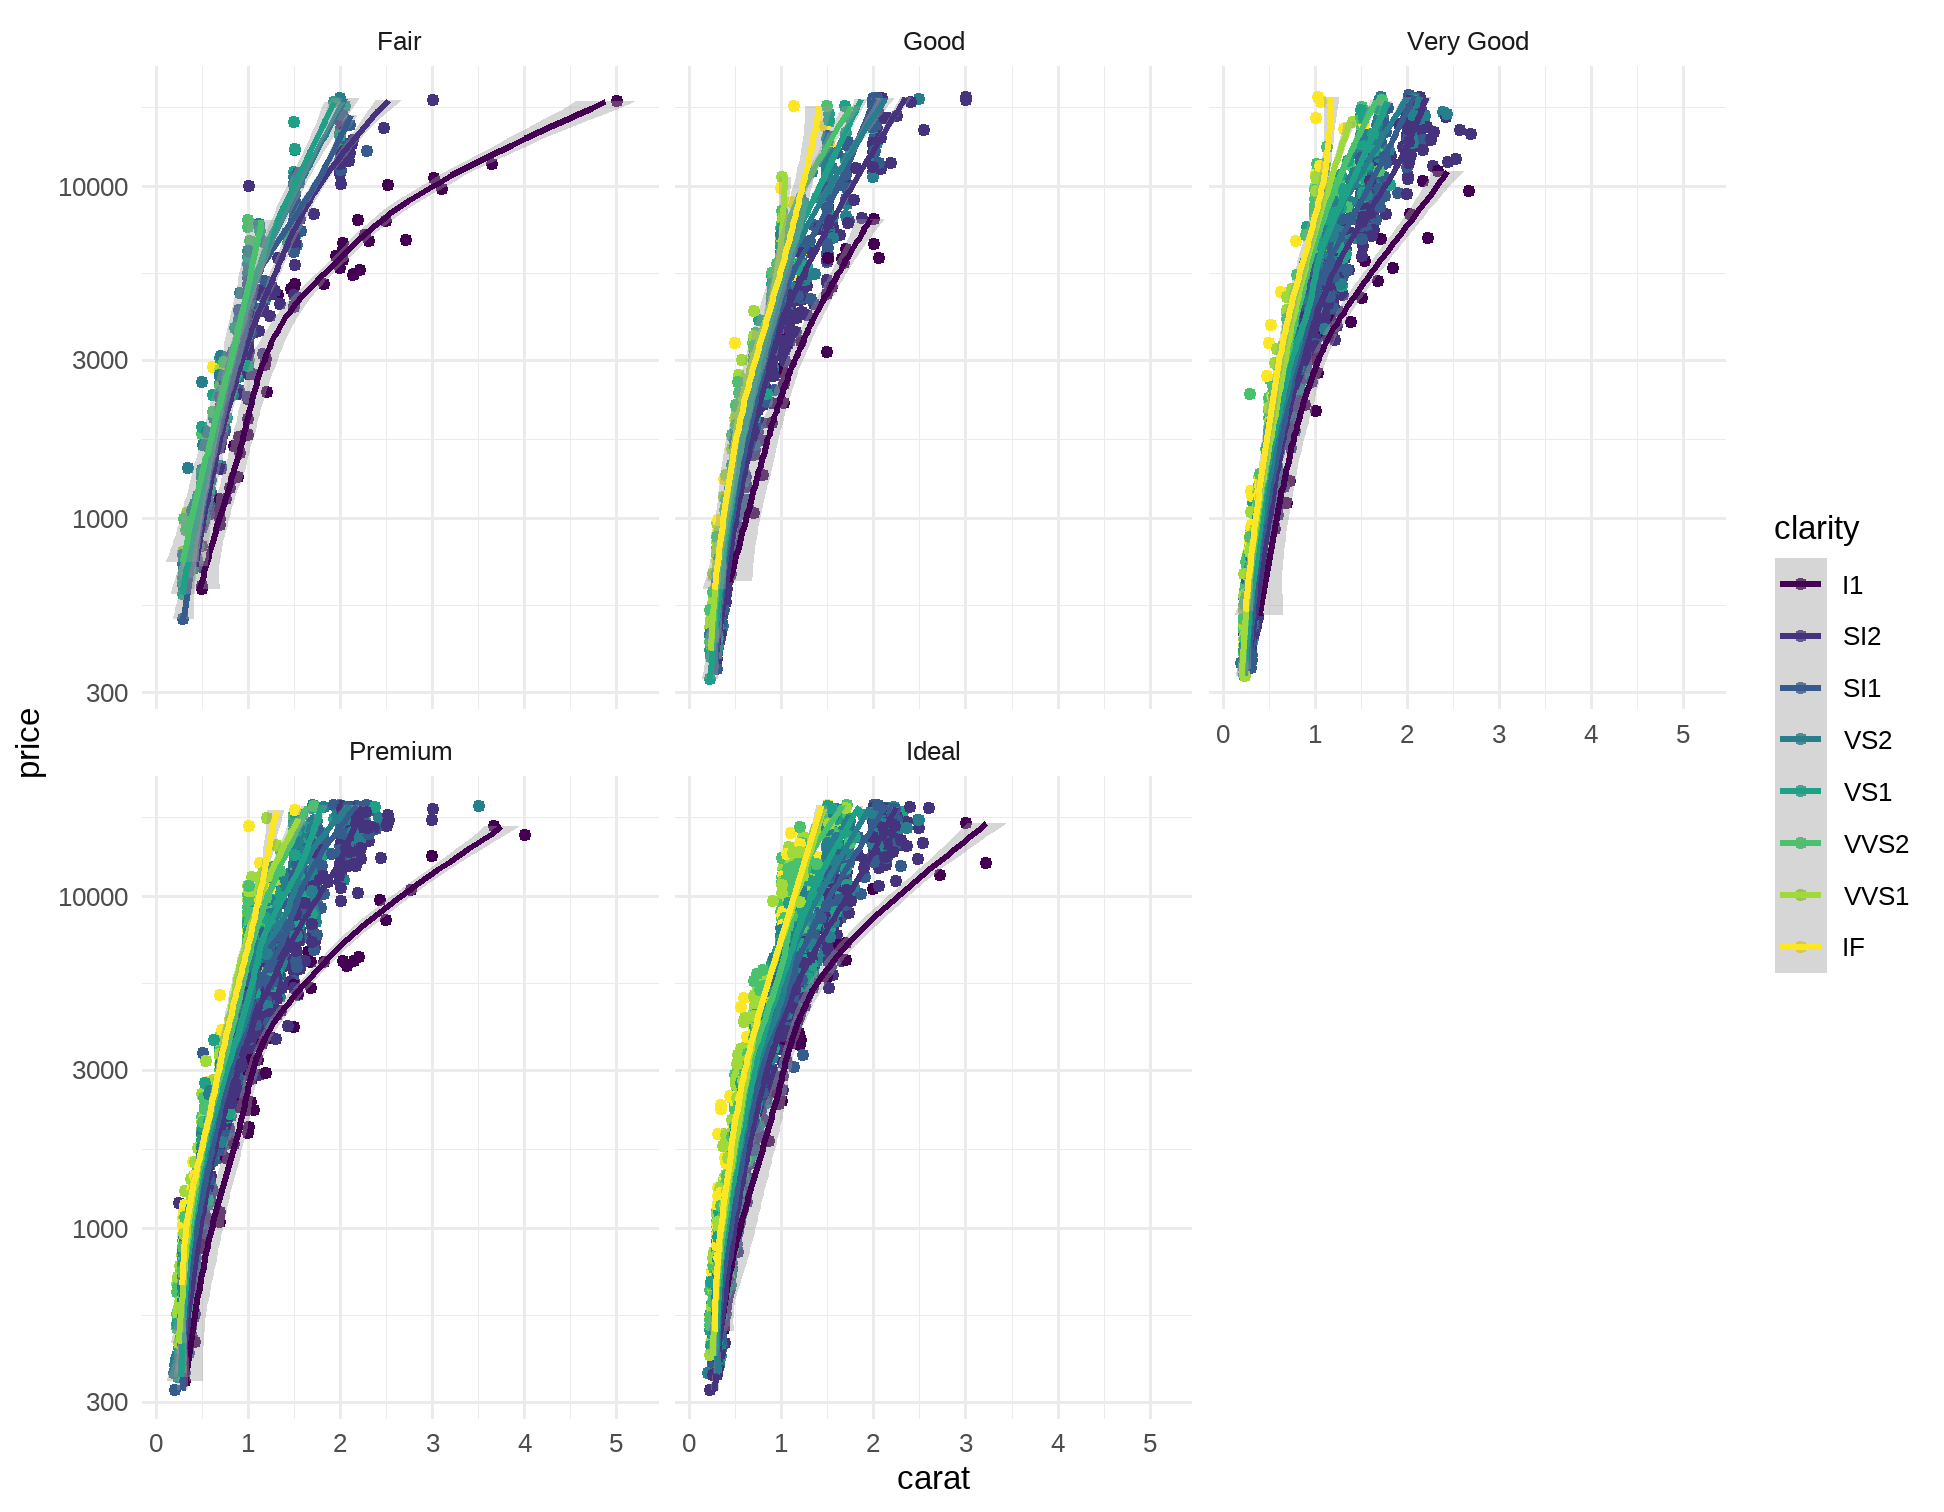 Fair Good Very Good
10000
3000
1000
300
0 1 2 3 4 5
Premium Ideal
10000
3000
1000
300
0 1 2 3 4 5 0 1 2 3 4 5
carat
price
clarity
I1
SI2
SI1
VS2
VS1
VVS2
VVS1
IF